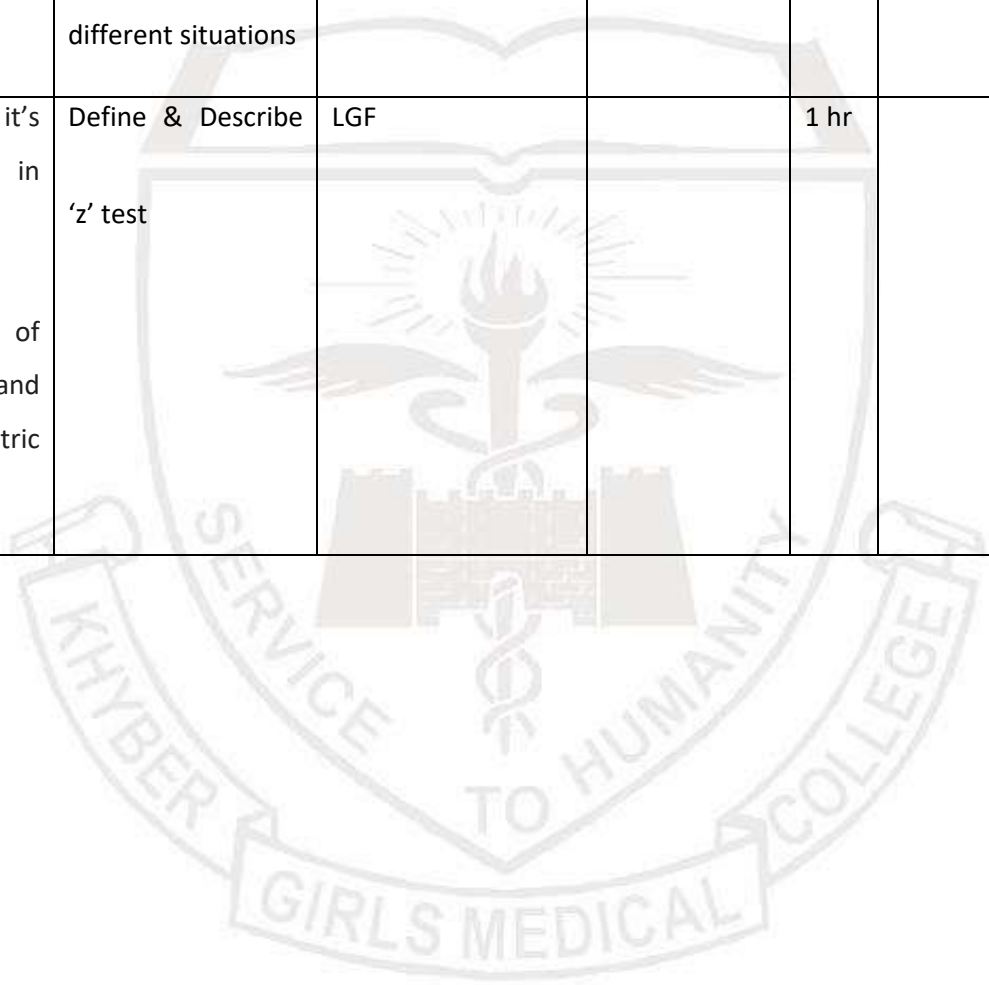 different situations
it's Define & Describe LGF 1 hr
in
'z' test
of
and
tric
SERVICE TO HUMANITY
KHYBER GIRLS MEDICAL COLLEGE